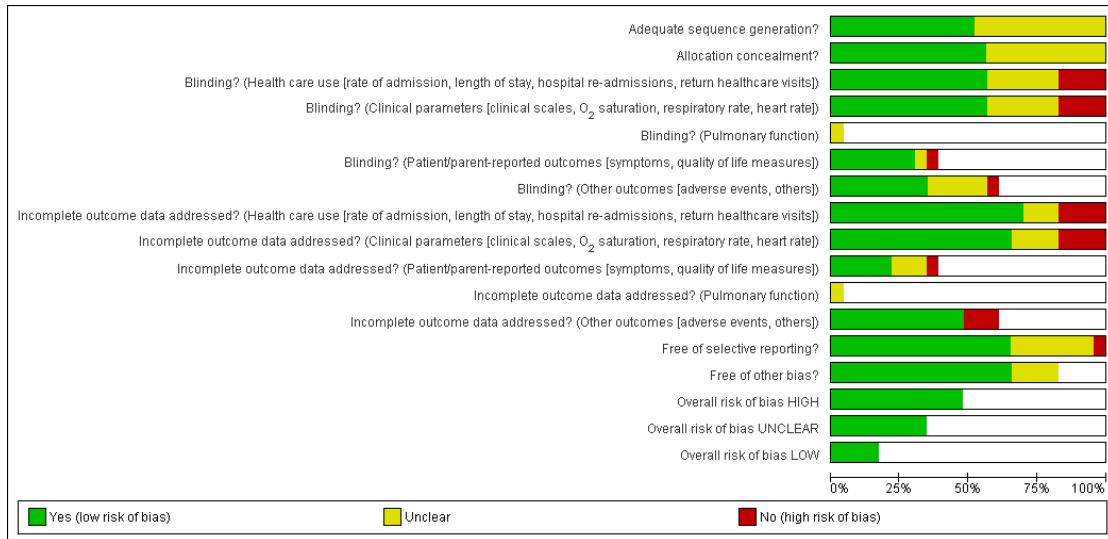 Adequate sequence generation?
Allocation concealment?
Blinding? (Health care use [rate of admission, length of stay, hospital re-admissions, return healthcare visits])
Blinding? (Clinical parameters [clinical scales, O2 saturation, respiratory rate, heart rate])
Blinding? (Pulmonary function)
Blinding? (Patient/parent-reported outcomes [symptoms, quality of life measures])
Blinding? (Other outcomes [adverse events, others])
Incomplete outcome data addressed? (Health care use [rate of admission, length of stay, hospital re-admissions, return healthcare visits])
Incomplete outcome data addressed? (Clinical parameters [clinical scales, O2 saturation, respiratory rate, heart rate])
Incomplete outcome data addressed? (Patient/parent-reported outcomes [symptoms, quality of life measures])
Incomplete outcome data addressed? (Pulmonary function)
Incomplete outcome data addressed? (Other outcomes [adverse events, others])
Free of selective reporting?
Free of other bias?
Overall risk of bias HIGH
Overall risk of bias UNCLEAR
Overall risk of bias LOW
0% 25% 50% 75% 100%
Yes (low risk of bias) Unclear No (high risk of bias)